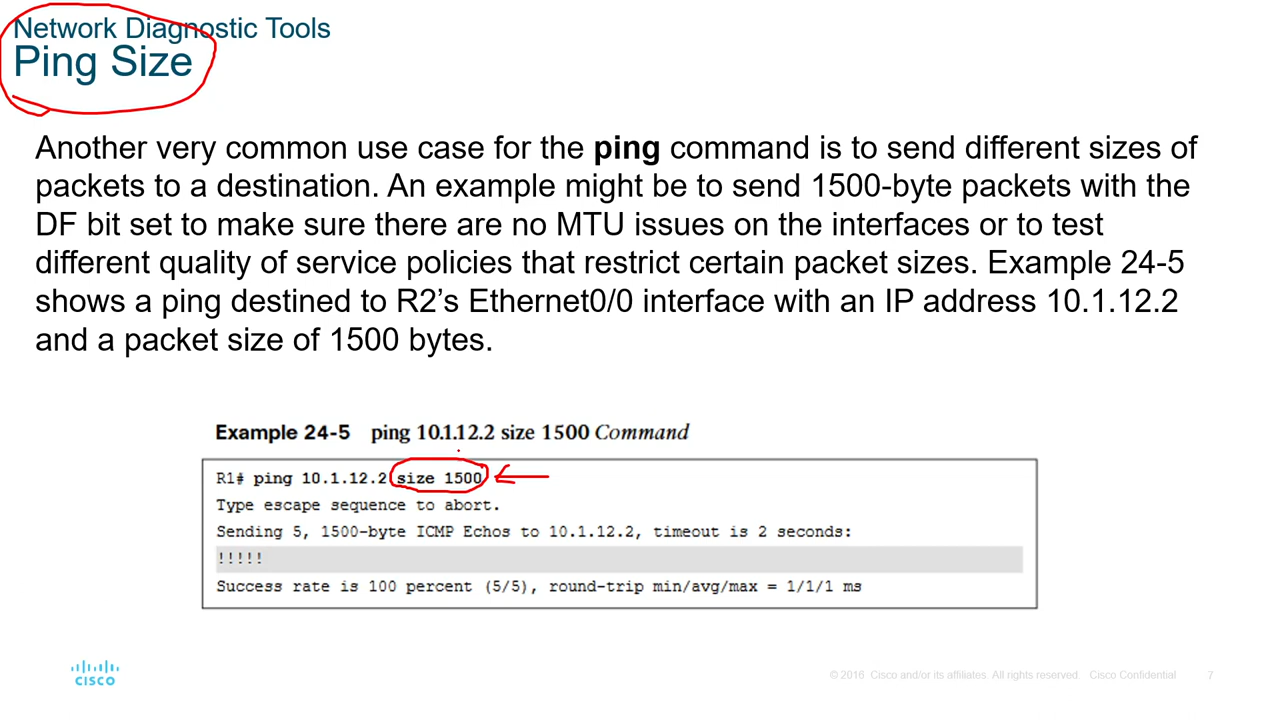 Network Diagnostic Tools
Ping Size
Another very common use case for the ping command is to send different sizes of
packets to a destination. An example might be to send 1500-byte packets with the
DF bit set to make sure there are no MTU issues on the interfaces or to test
different quality of service policies that restrict certain packet sizes. Example 24-5
shows a ping destined to R2’s Ethernet0/0 interface with an IP address 10.1.12.2
and a packet size of 1500 bytes.
Example 24-5 ping 10.1.12.2 size 1500 Command
R1# ping 10.1.12.2 size 1500
Type escape sequence to abort.
Sending 5, 1500-byte ICMP Echos to 10.1.12.2, timeout is 2 seconds:
!!!!!
Success rate is 100 percent (5/5), round-trip min/avg/max = 1/1/1 ms
CISCO
© 2016 Cisco and/or its affiliates. All rights reserved. Cisco Confidential 7